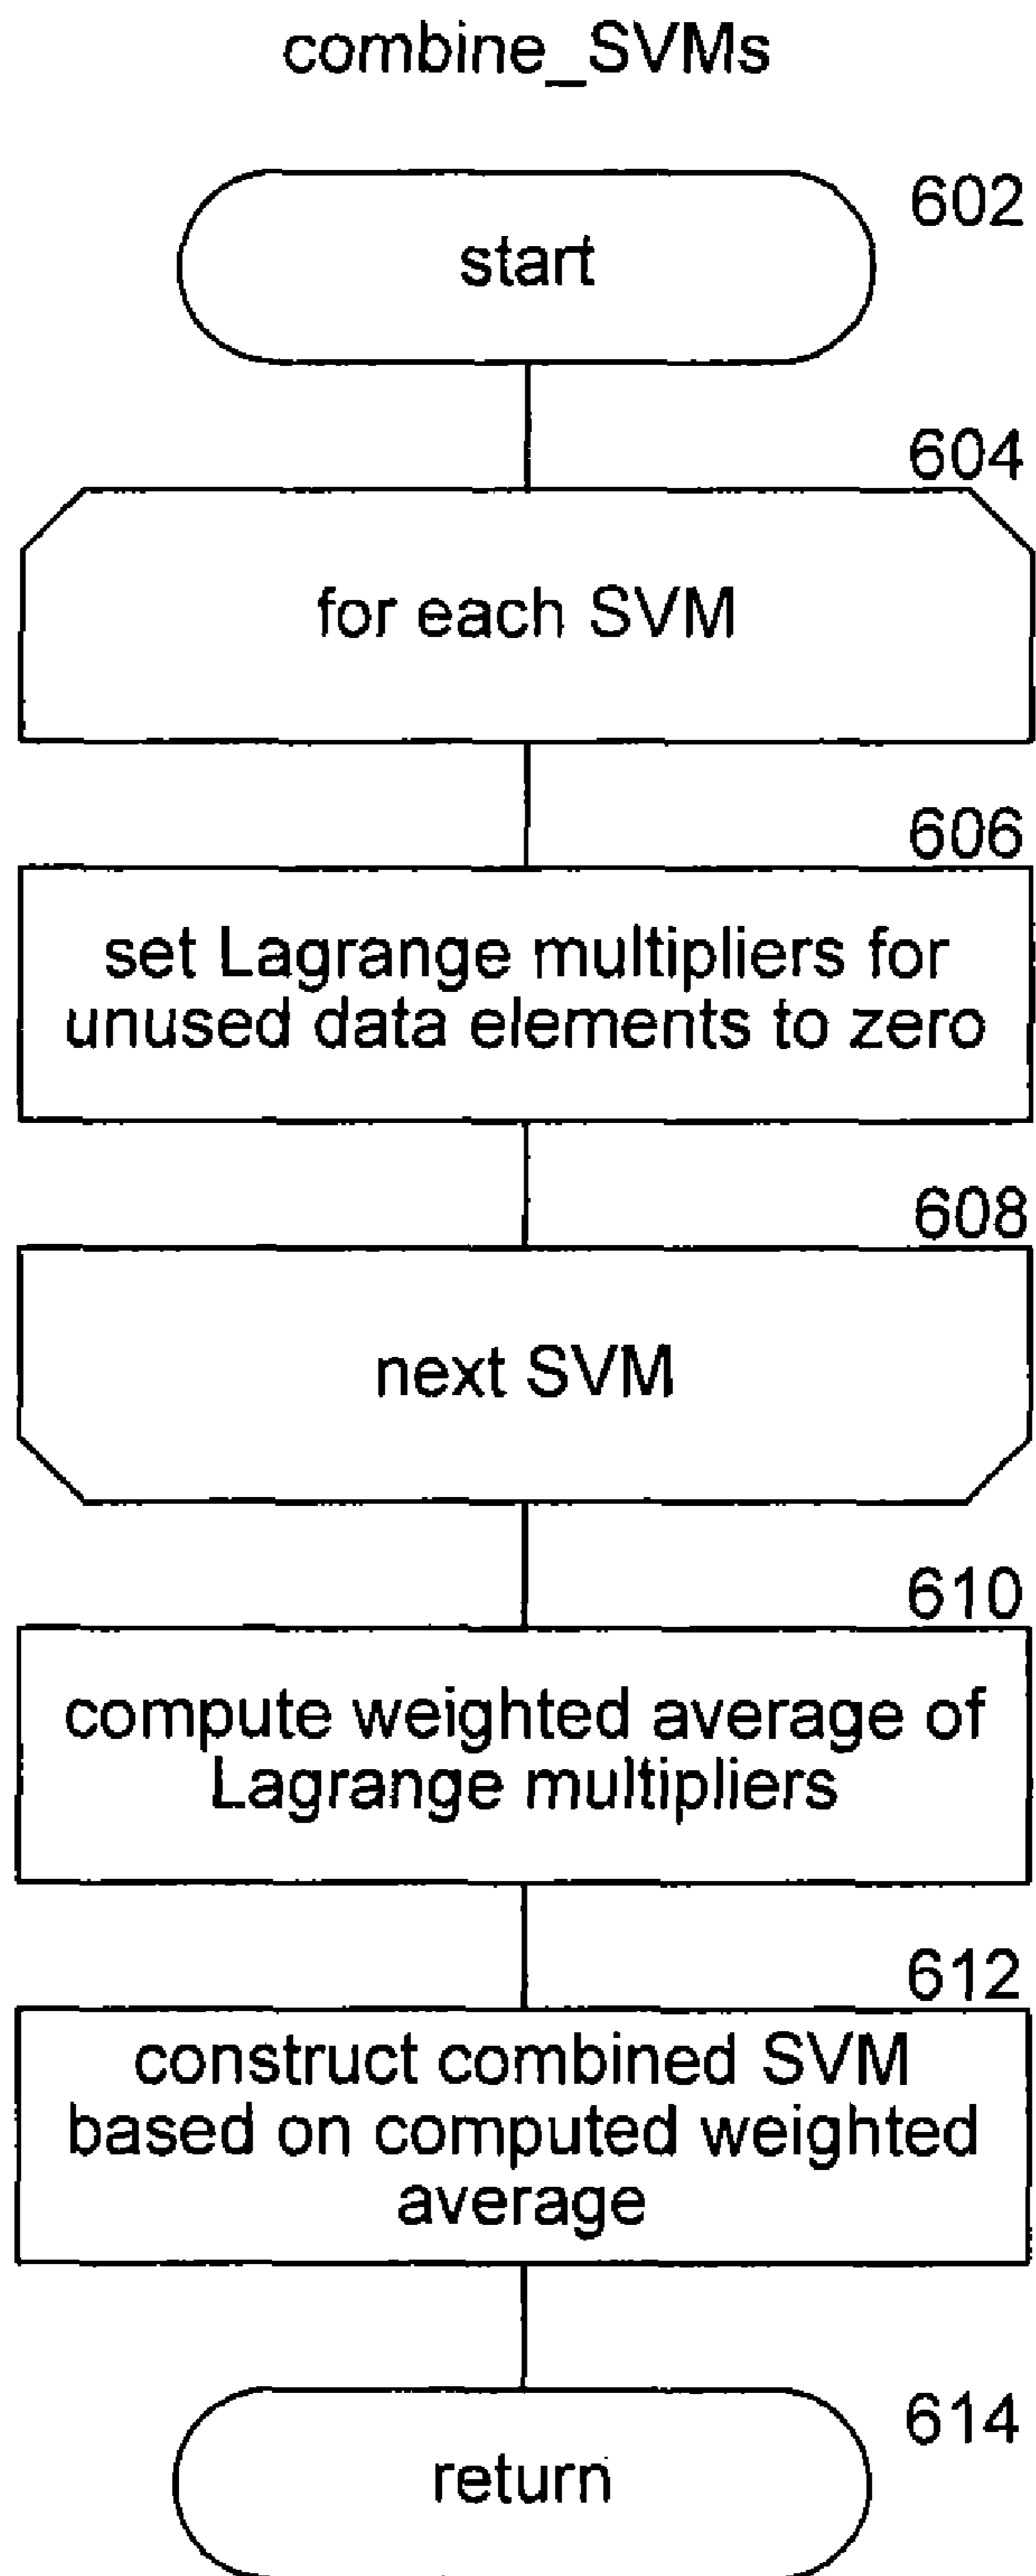 combine_SVMs
602
start
604
for each SVM
606
set Lagrange multipliers for
unused data elements to zero
608
next SVM
610
compute weighted average of
Lagrange multipliers
612
construct combined SVM
based on computed weighted
average
614
return